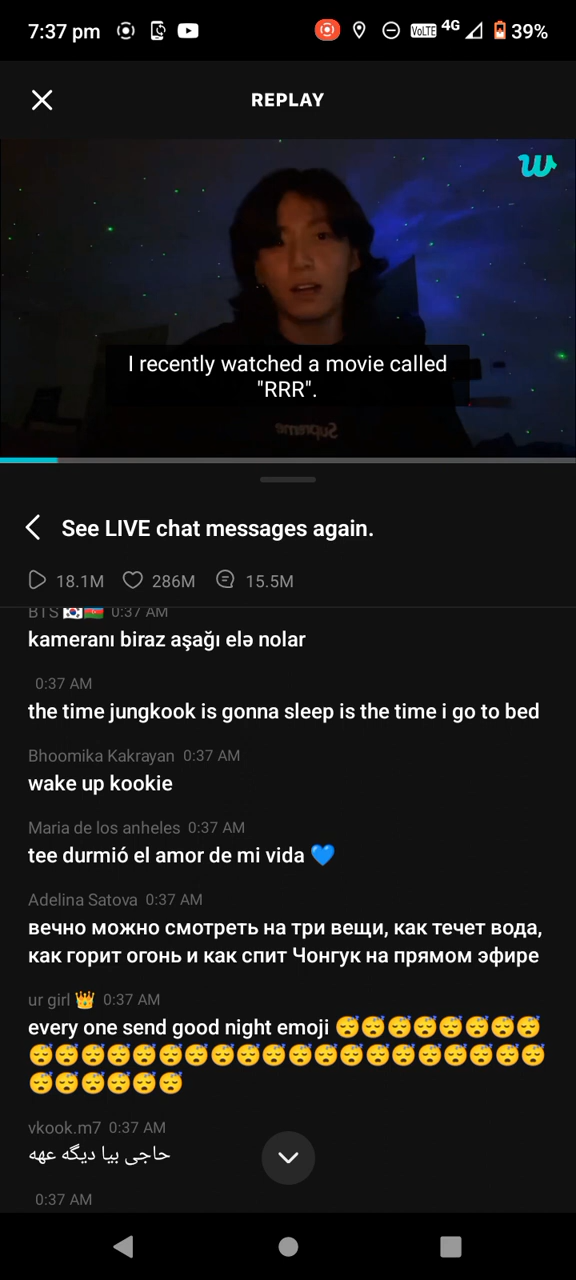 7:37 pm
VoLTE 4G 39%
REPLAY
w
I recently watched a movie called
"RRR".
Supreme
See LIVE chat messages again.
18.1M 286M 15.5M
BTS 🇰🇷🇦🇿 0:37 AM
kameranı biraz aşağı elə nolar
0:37 AM
the time jungkook is gonna sleep is the time i go to bed
Bhoomika Kakrayan 0:37 AM
wake up kookie
Maria de los anheles 0:37 AM
tee durmió el amor de mi vida 💙
Adelina Satova 0:37 AM
вечно можно смотреть на три вещи, как течет вода,
как горит огонь и как спит Чонгук на прямом эфире
ur girl 👑 0:37 AM
every one send good night emoji 😴😴😴😴😴😴😴😴
😴😴😴😴😴😴😴😴😴😴😴😴😴😴😴😴😴😴😴😴
😴😴😴😴😴😴
vkook.m7 0:37 AM
حاجی بیا دیگه عهه
0:37 AM